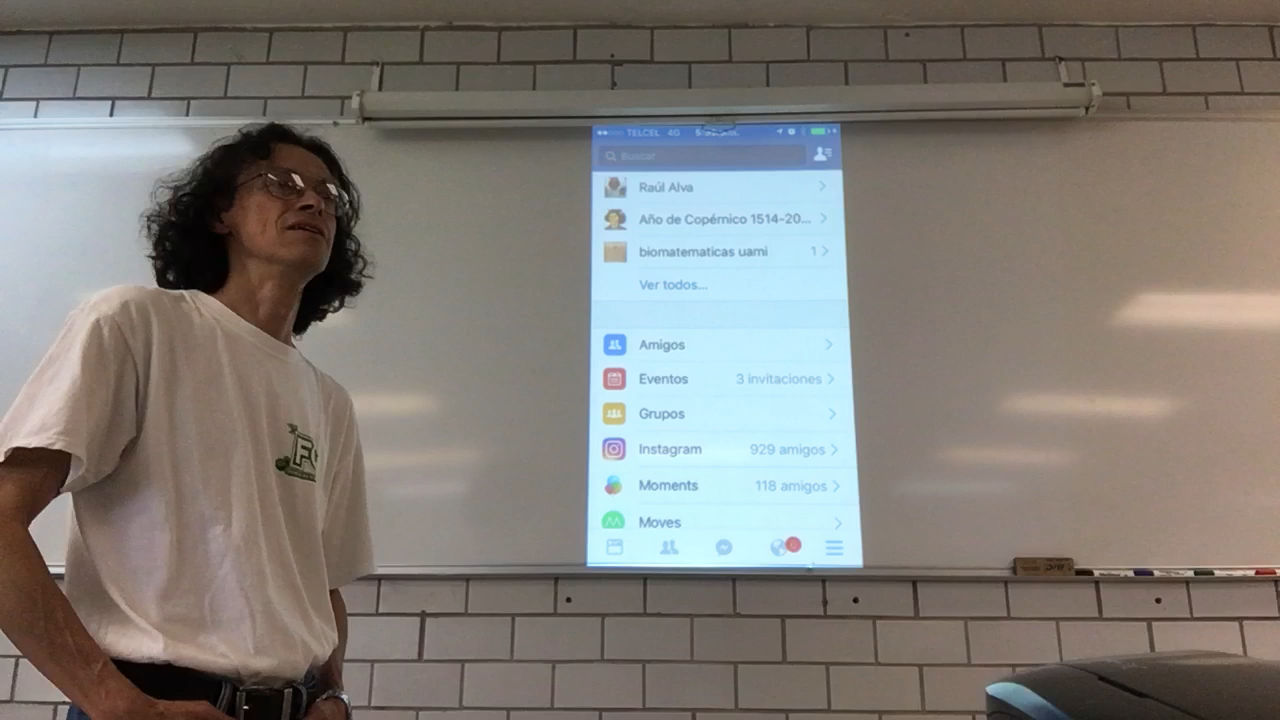 TELCEL 4G
Buscar
Raúl Alva
Año de Copérnico 1514-20...
biomatematicas uami 1
Ver todos...
Amigos
Eventos 3 invitaciones
Grupos
Instagram 929 amigos
Moments 118 amigos
Moves